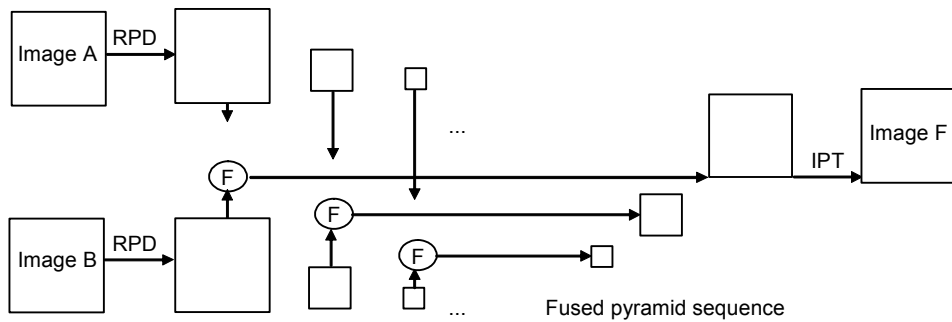 Image A
RPD
...
F
IPT
Image F
F
Image B
RPD
F
...
Fused pyramid sequence